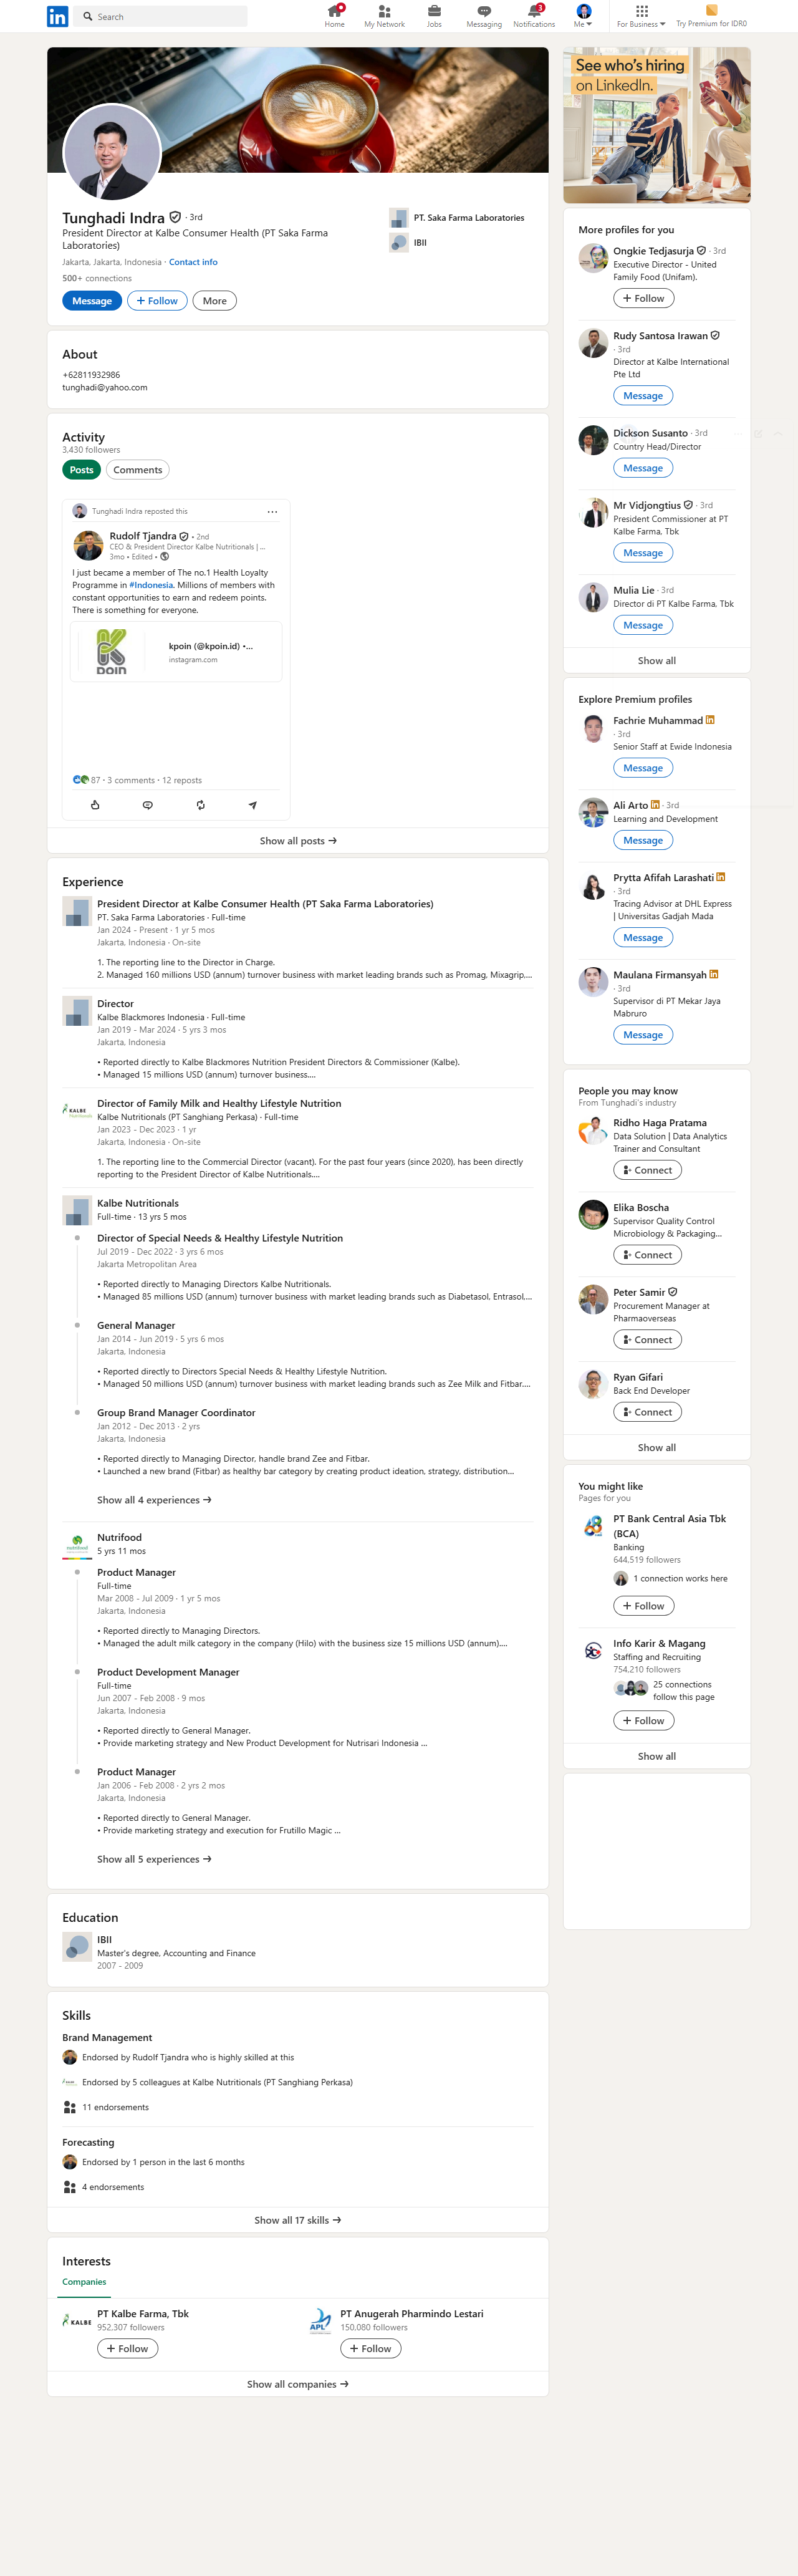 in
Search
Home
My Network
Jobs
Messaging
3
Notifications
Me
For Business
Try Premium for IDR0
Tunghadi Indra · 3rd
President Director at Kalbe Consumer Health (PT Saka Farma
Laboratories)
Jakarta, Jakarta, Indonesia · Contact info
500+ connections
Message
+ Follow
More
PT. Saka Farma Laboratories
IBII
About
+62811932986
tunghadi@yahoo.com
Activity
3,430 followers
Posts
Comments
Tunghadi Indra reposted this
Rudolf Tjandra • 2nd
CEO & President Director Kalbe Nutritionals | ...
3mo • Edited •
I just became a member of The no.1 Health Loyalty
Programme in #Indonesia. Millions of members with
constant opportunities to earn and redeem points.
There is something for everyone.
K
POIN
kpoin (@kpoin.id) •...
instagram.com
87 · 3 comments · 12 reposts
Show all posts →
Experience
President Director at Kalbe Consumer Health (PT Saka Farma Laboratories)
PT. Saka Farma Laboratories · Full-time
Jan 2024 - Present · 1 yr 5 mos
Jakarta, Indonesia · On-site
1. The reporting line to the Director in Charge.
2. Managed 160 millions USD (annum) turnover business with market leading brands such as Promag, Mixagrip,...
Director
Kalbe Blackmores Indonesia · Full-time
Jan 2019 - Mar 2024 · 5 yrs 3 mos
Jakarta, Indonesia
• Reported directly to Kalbe Blackmores Nutrition President Directors & Commissioner (Kalbe).
• Managed 15 millions USD (annum) turnover business....
KALBE
Nutritionals
Director of Family Milk and Healthy Lifestyle Nutrition
Kalbe Nutritionals (PT Sanghiang Perkasa) · Full-time
Jan 2023 - Dec 2023 · 1 yr
Jakarta, Indonesia · On-site
1. The reporting line to the Commercial Director (vacant). For the past four years (since 2020), has been directly
reporting to the President Director of Kalbe Nutritionals....
Kalbe Nutritionals
Full-time · 13 yrs 5 mos
Director of Special Needs & Healthy Lifestyle Nutrition
Jul 2019 - Dec 2022 · 3 yrs 6 mos
Jakarta Metropolitan Area
• Reported directly to Managing Directors Kalbe Nutritionals.
• Managed 85 millions USD (annum) turnover business with market leading brands such as Diabetasol, Entrasol,...
General Manager
Jan 2014 - Jun 2019 · 5 yrs 6 mos
Jakarta, Indonesia
• Reported directly to Directors Special Needs & Healthy Lifestyle Nutrition.
• Managed 50 millions USD (annum) turnover business with market leading brands such as Zee Milk and Fitbar....
Group Brand Manager Coordinator
Jan 2012 - Dec 2013 · 2 yrs
Jakarta, Indonesia
• Reported directly to Managing Director, handle brand Zee and Fitbar.
• Launched a new brand (Fitbar) as healthy bar category by creating product ideation, strategy, distribution...
Show all 4 experiences →
nutrifood
Nutrifood
5 yrs 11 mos
Product Manager
Full-time
Mar 2008 - Jul 2009 · 1 yr 5 mos
Jakarta, Indonesia
• Reported directly to Managing Directors.
• Managed the adult milk category in the company (Hilo) with the business size 15 millions USD (annum)....
Product Development Manager
Full-time
Jun 2007 - Feb 2008 · 9 mos
Jakarta, Indonesia
• Reported directly to General Manager.
• Provide marketing strategy and New Product Development for Nutrisari Indonesia ...
Product Manager
Jan 2006 - Feb 2008 · 2 yrs 2 mos
Jakarta, Indonesia
• Reported directly to General Manager.
• Provide marketing strategy and execution for Frutillo Magic ...
Show all 5 experiences →
Education
IBII
Master's degree, Accounting and Finance
2007 - 2009
Skills
Brand Management
Endorsed by Rudolf Tjandra who is highly skilled at this
Endorsed by 5 colleagues at Kalbe Nutritionals (PT Sanghiang Perkasa)
11 endorsements
Forecasting
Endorsed by 1 person in the last 6 months
4 endorsements
Show all 17 skills →
Interests
Companies
KALBE
PT Kalbe Farma, Tbk
952,307 followers
+ Follow
APL
PT Anugerah Pharmindo Lestari
150,080 followers
+ Follow
Show all companies →
See who's hiring
on LinkedIn.
More profiles for you
Ongkie Tedjasurja · 3rd
Executive Director - United
Family Food (Unifam).
+ Follow
Rudy Santosa Irawan
· 3rd
Director at Kalbe International
Pte Ltd
Message
Dickson Susanto · 3rd
Country Head/Director
Message
Mr Vidjongtius · 3rd
President Commissioner at PT
Kalbe Farma, Tbk
Message
Mulia Lie · 3rd
Director di PT Kalbe Farma, Tbk
Message
Show all
Explore Premium profiles
Fachrie Muhammad in
· 3rd
Senior Staff at Ewide Indonesia
Message
Ali Arto in · 3rd
Learning and Development
Message
Prytta Afifah Larashati in
· 3rd
Tracing Advisor at DHL Express
| Universitas Gadjah Mada
Message
Maulana Firmansyah in
· 3rd
Supervisor di PT Mekar Jaya
Mabruro
Message
People you may know
From Tunghadi's industry
Ridho Haga Pratama
Data Solution | Data Analytics
Trainer and Consultant
Connect
Elika Boscha
Supervisor Quality Control
Microbiology & Packaging...
Connect
Peter Samir
Procurement Manager at
Pharmaoverseas
Connect
Ryan Gifari
Back End Developer
Connect
Show all
You might like
Pages for you
PT Bank Central Asia Tbk
(BCA)
Banking
644,519 followers
1 connection works here
+ Follow
Info Karir & Magang
Staffing and Recruiting
754,210 followers
25 connections
follow this page
+ Follow
Show all